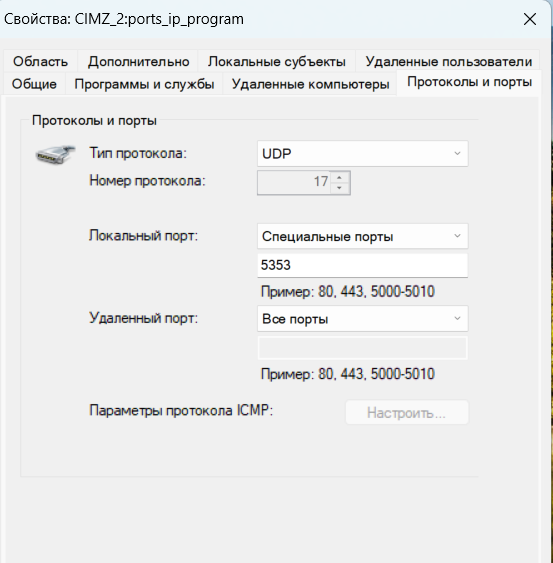 Свойства: CIMZ_2:ports_ip_program
Область Дополнительно Локальные субъекты Удаленные пользователи
Общие Программы и службы Удаленные компьютеры Протоколы и порты
Протоколы и порты
Тип протокола: UDP
Номер протокола: 17
Локальный порт: Специальные порты
5353
Пример: 80, 443, 5000-5010
Удаленный порт: Все порты
Пример: 80, 443, 5000-5010
Параметры протокола ICMP: Настроить...